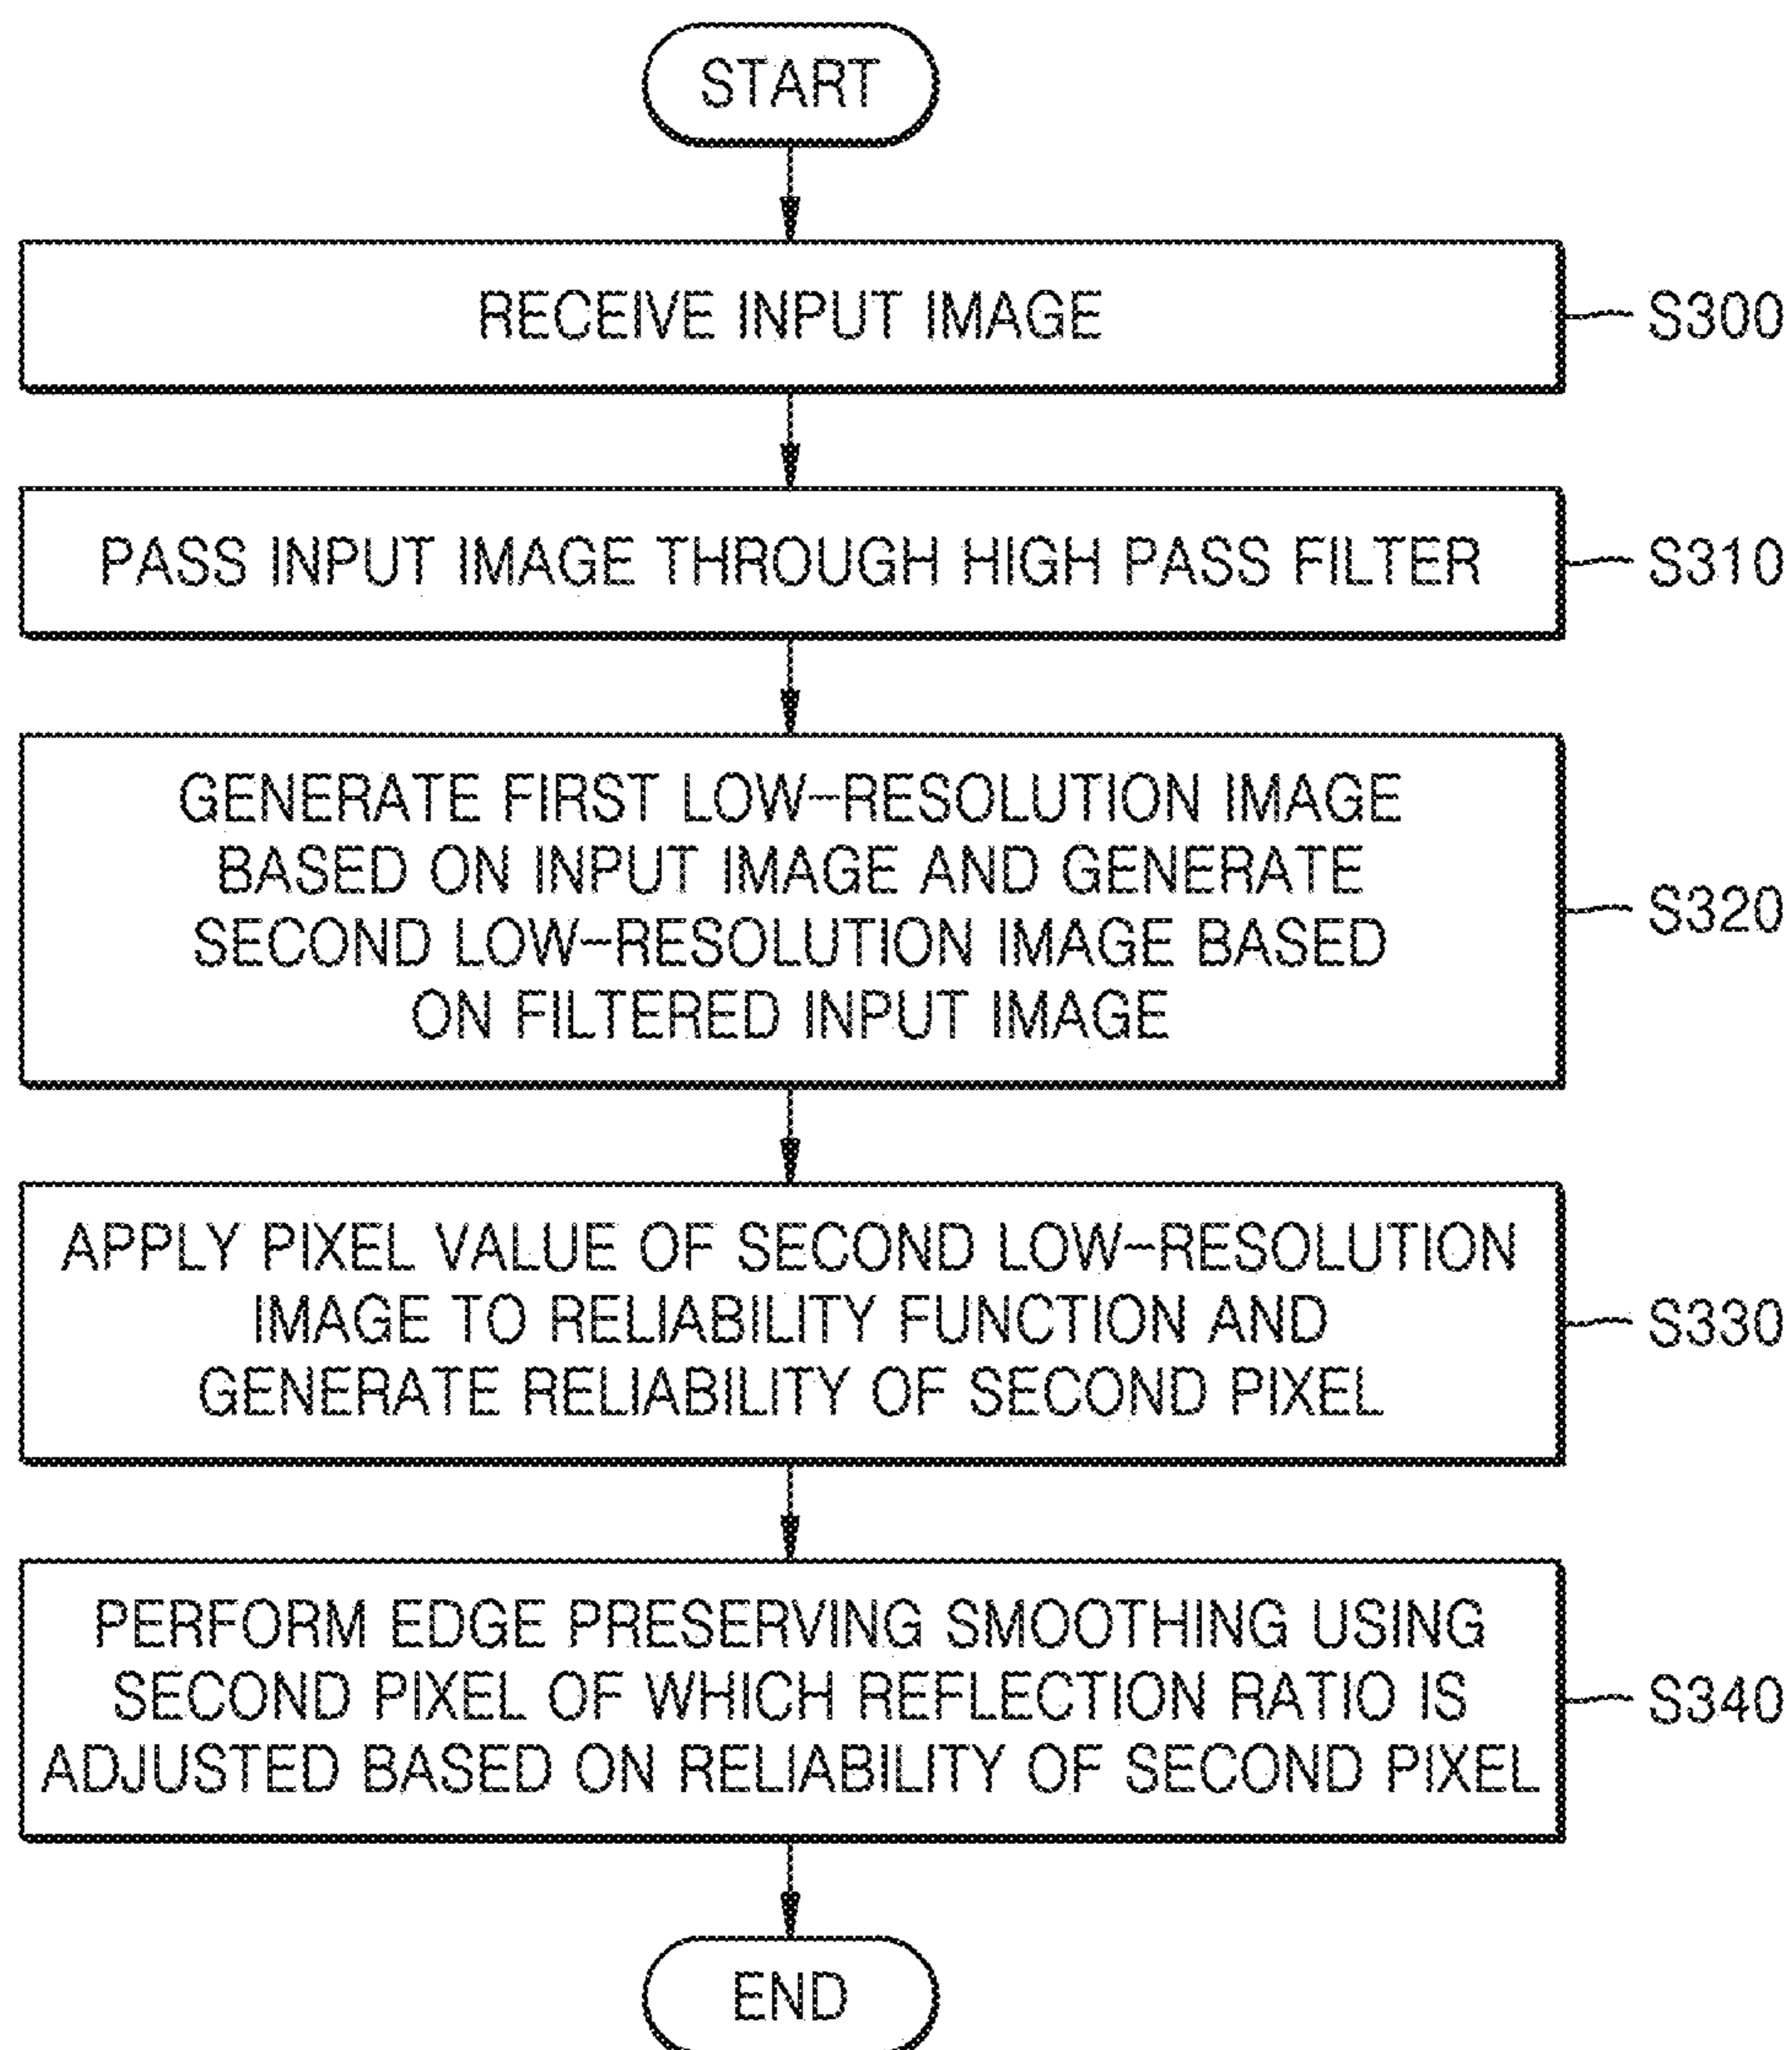 START
RECEIVE INPUT IMAGE
S300
PASS INPUT IMAGE THROUGH HIGH PASS FILTER
S310
GENERATE FIRST LOW-RESOLUTION IMAGE
BASED ON INPUT IMAGE AND GENERATE
SECOND LOW-RESOLUTION IMAGE BASED
ON FILTERED INPUT IMAGE
S320
APPLY PIXEL VALUE OF SECOND LOW-RESOLUTION
IMAGE TO RELIABILITY FUNCTION AND
GENERATE RELIABILITY OF SECOND PIXEL
S330
PERFORM EDGE PRESERVING SMOOTHING USING
SECOND PIXEL OF WHICH REFLECTION RATIO IS
ADJUSTED BASED ON RELIABILITY OF SECOND PIXEL
S340
END